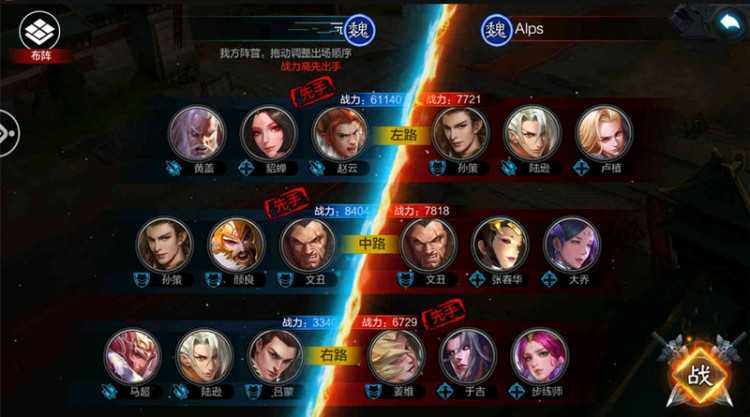 魏
魏 Alps
布阵
我方阵营，拖动调整出场顺序
战力高先出手
先手
战力：61140 战力：7721
左路
黄盖 貂蝉 赵云 孙策 陆逊 卢植
先手
战力：8404 战力：7818
中路
孙策 颜良 文丑 文丑 张春华 大乔
先手
战力：3340 战力：6729
右路
马超 陆逊 吕蒙 姜维 于吉 步练师
战